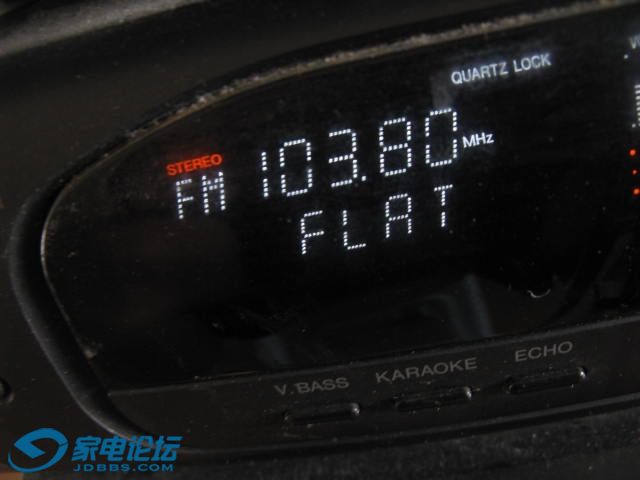 QUARTZ LOCK
STEREO
FM 103.80 MHz
FLAT
V.BASS KARAOKE ECHO
家电论坛
JDBBS.COM